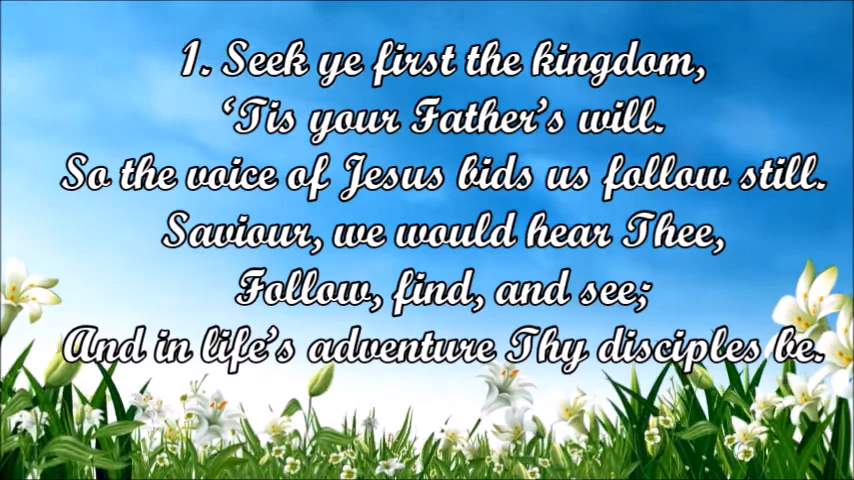 1. Seek ye first the kingdom,
‘Tis your Father’s will.
So the voice of Jesus bids us follow still.
Saviour, we would hear Thee,
Follow, find, and see;
And in life’s adventure Thy disciples be.